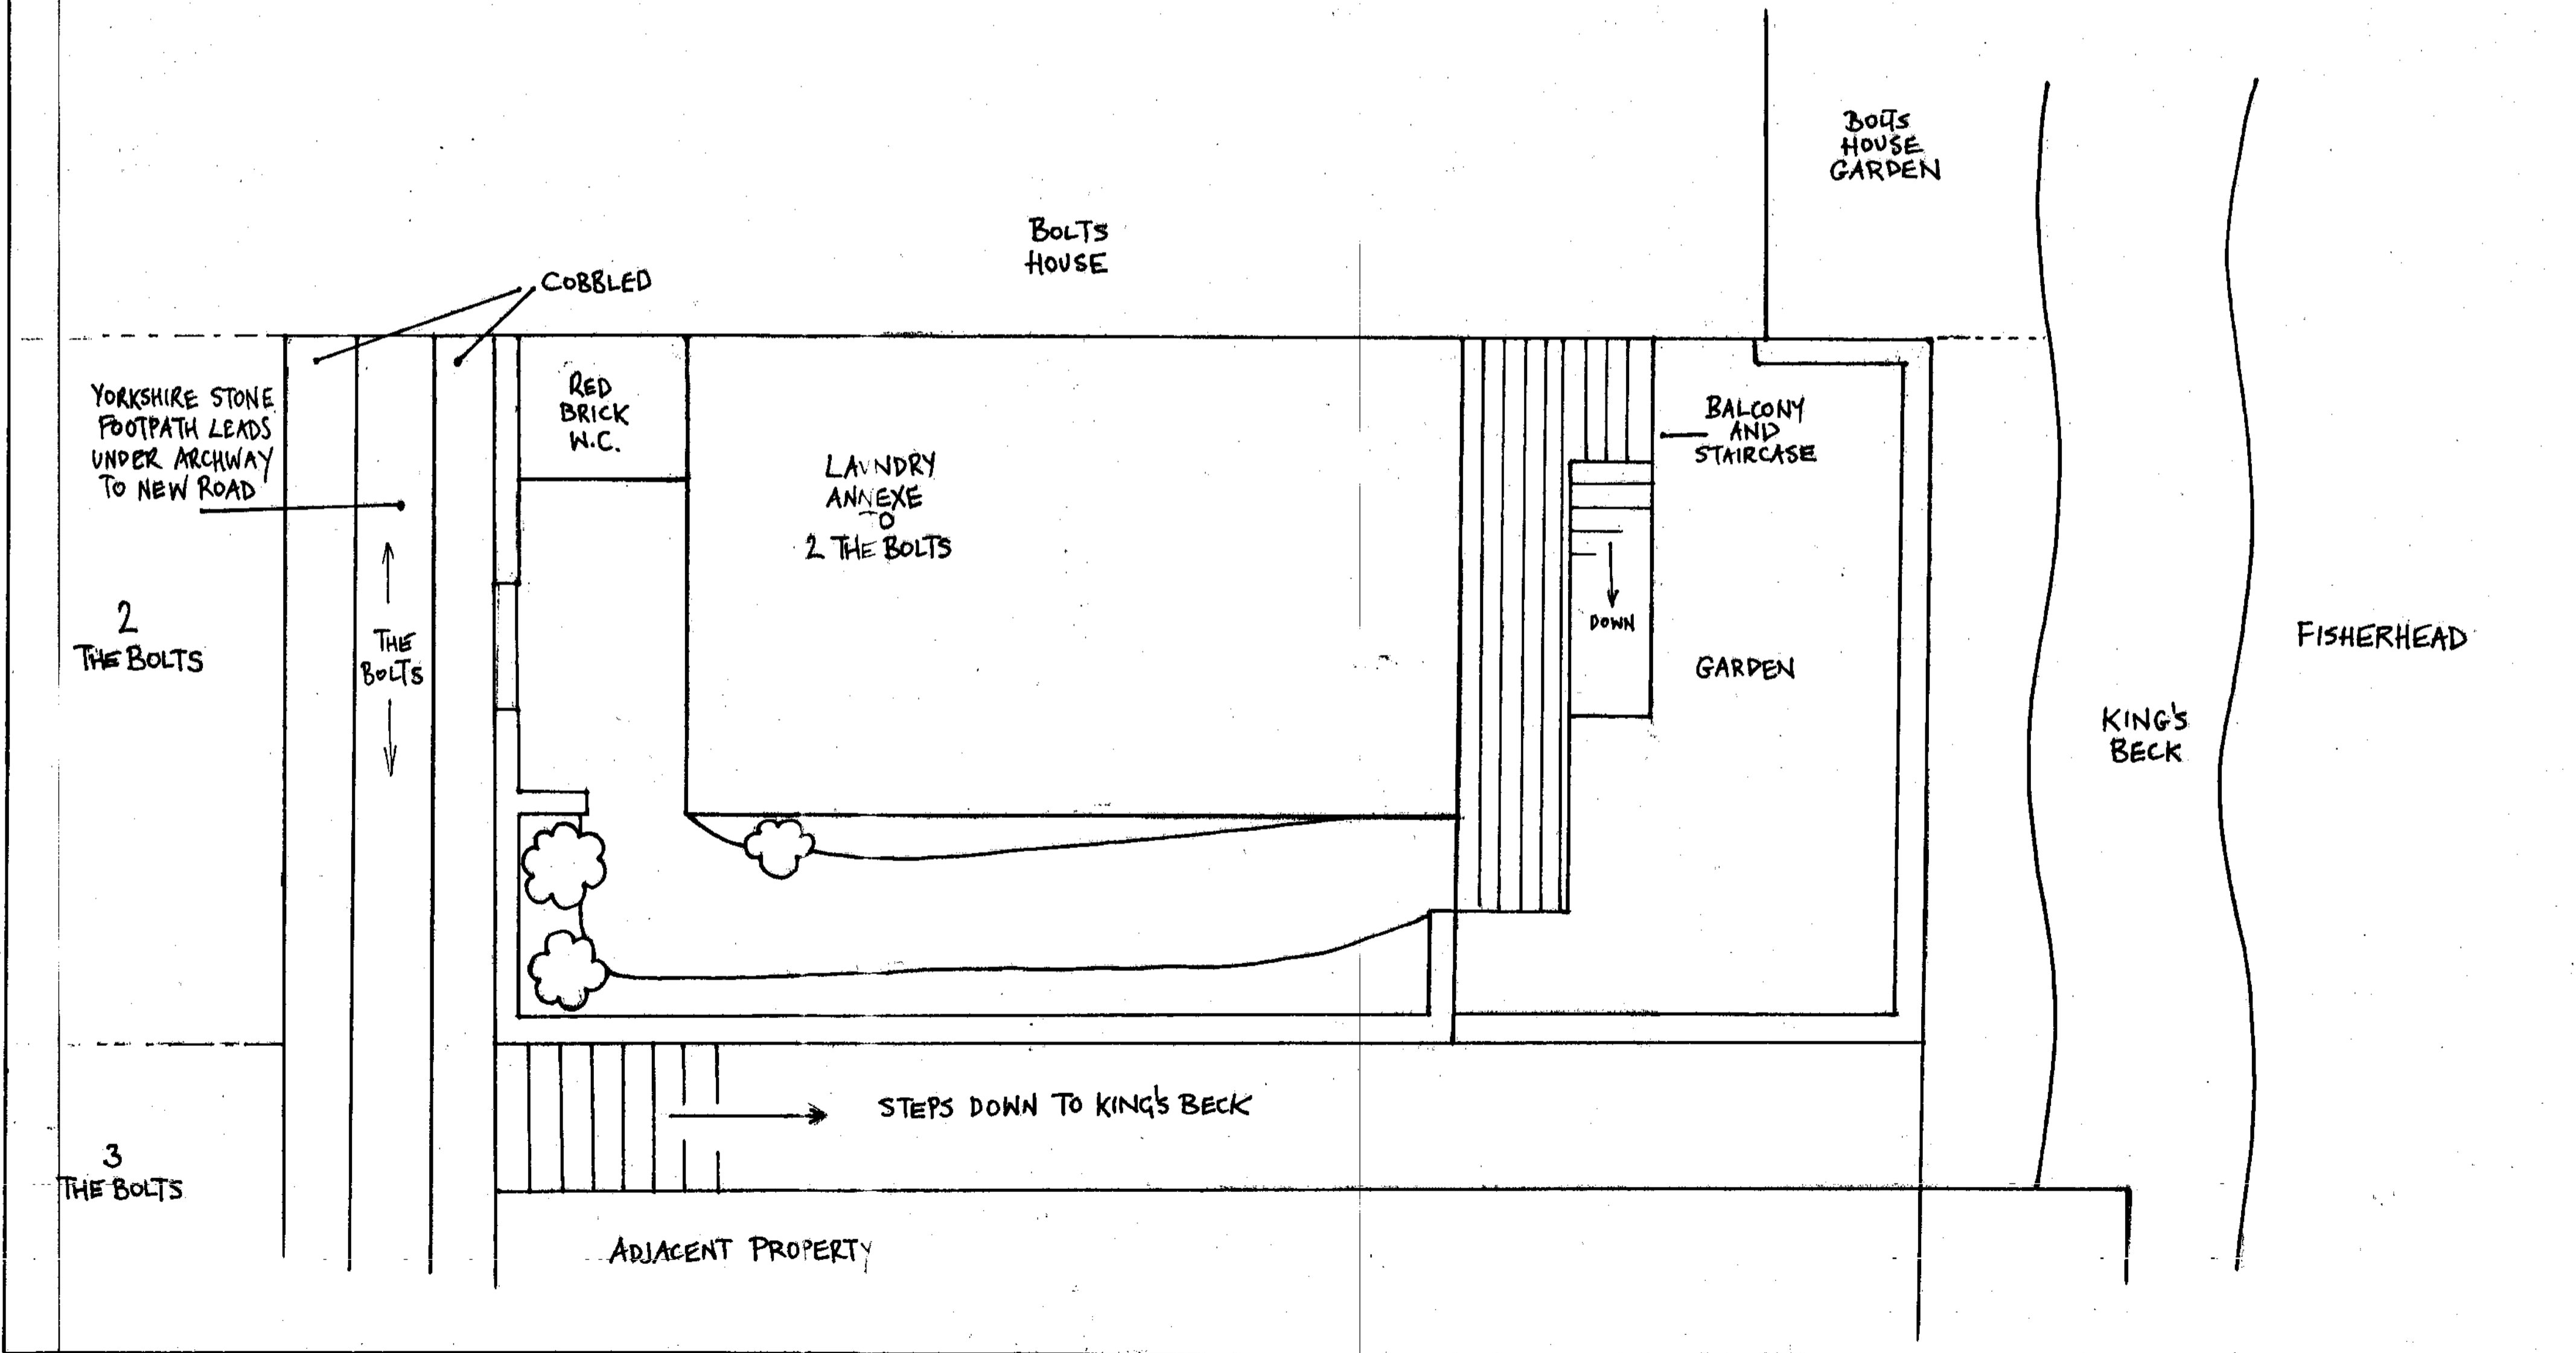 BOLTS
HOUSE
GARDEN
BOLTS
HOUSE
COBBLED
YORKSHIRE STONE
FOOTPATH LEADS
UNDER ARCHWAY
TO NEW ROAD
RED
BRICK
W.C.
LAUNDRY
ANNEXE
TO
2 THE BOLTS
BALCONY
AND
STAIRCASE
DOWN
GARDEN
2
THE BOLTS
THE
BOLTS
KING'S
BECK
FISHERHEAD
STEPS DOWN TO KING'S BECK
3
THE BOLTS
ADJACENT PROPERTY